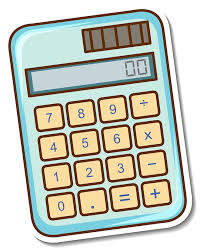 00
7 8 9 ÷
4 5 6 ×
1 2 3 −
0 . = +